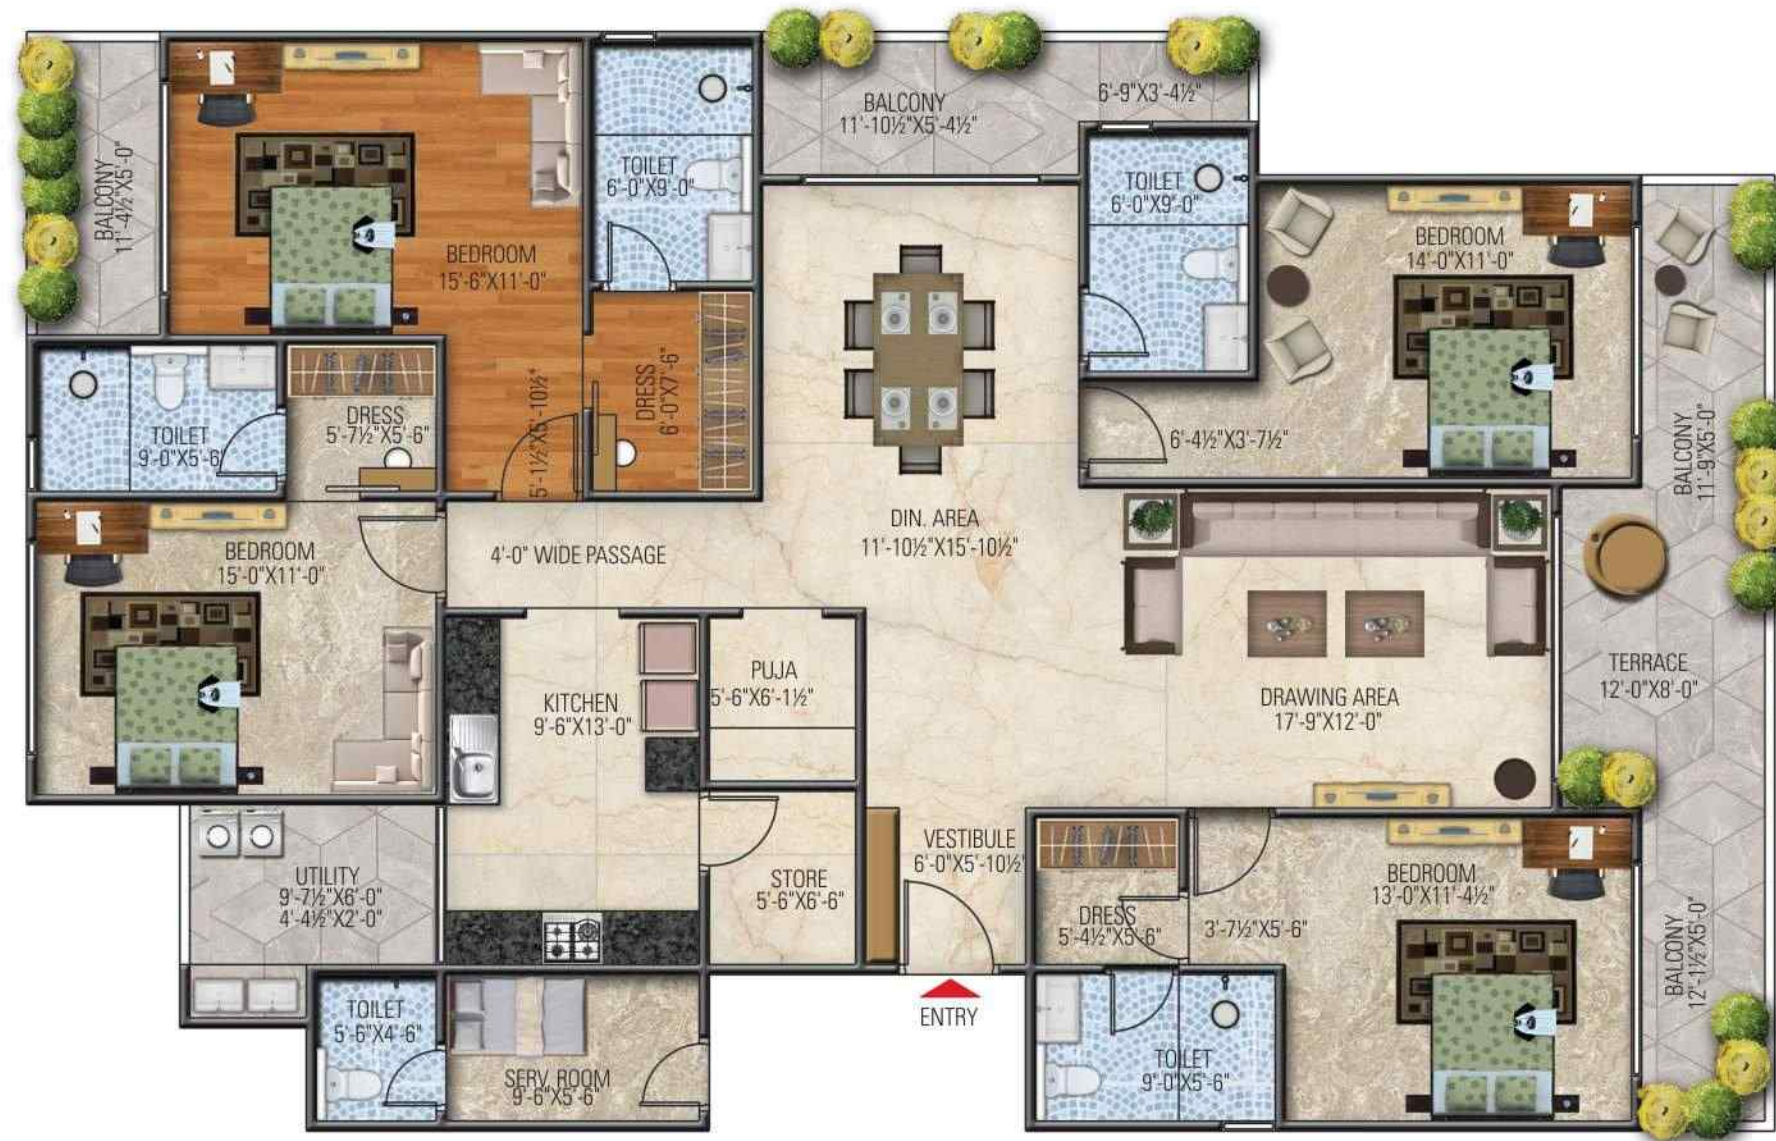 BALCONY
11'-4½"X5'-0"
BEDROOM
15'-6"X11'-0"
TOILET
6'-0"X9'-0"
BALCONY
11'-10½"X5'-4½"
6'-9"X3'-4½"
TOILET
6'-0"X9'-0"
BEDROOM
14'-0"X11'-0"
TOILET
9'-0"X5'-6
DRESS
5'-7½"X5'-6"
5'-1½"X5'-10½"
DRESS
6'-0"X7'-6"
6'-4½"X3'-7½"
BALCONY
11'-9"X5'-0"
BEDROOM
15'-0"X11'-0"
4'-0" WIDE PASSAGE
DIN. AREA
11'-10½"X15'-10½"
KITCHEN
9'-6"X13'-0"
PUJA
5'-6"X6'-1½"
DRAWING AREA
17'-9"X12'-0"
TERRACE
12'-0"X8'-0"
UTILITY
9'-7½"X6'-0"
4'-4½"X2'-0"
STORE
5'-6"X6'-6"
VESTIBULE
6'-0"X5'-10½"
DRESS
5'-4½"X5'-6"
3'-7½"X5'-6"
BEDROOM
13'-0"X11'-4½"
BALCONY
12'-1½"X5'-0"
TOILET
5'-6"X4'-6"
SERV. ROOM
9'-6"X5'-6"
ENTRY
TOILET
9'-0"X5'-6"